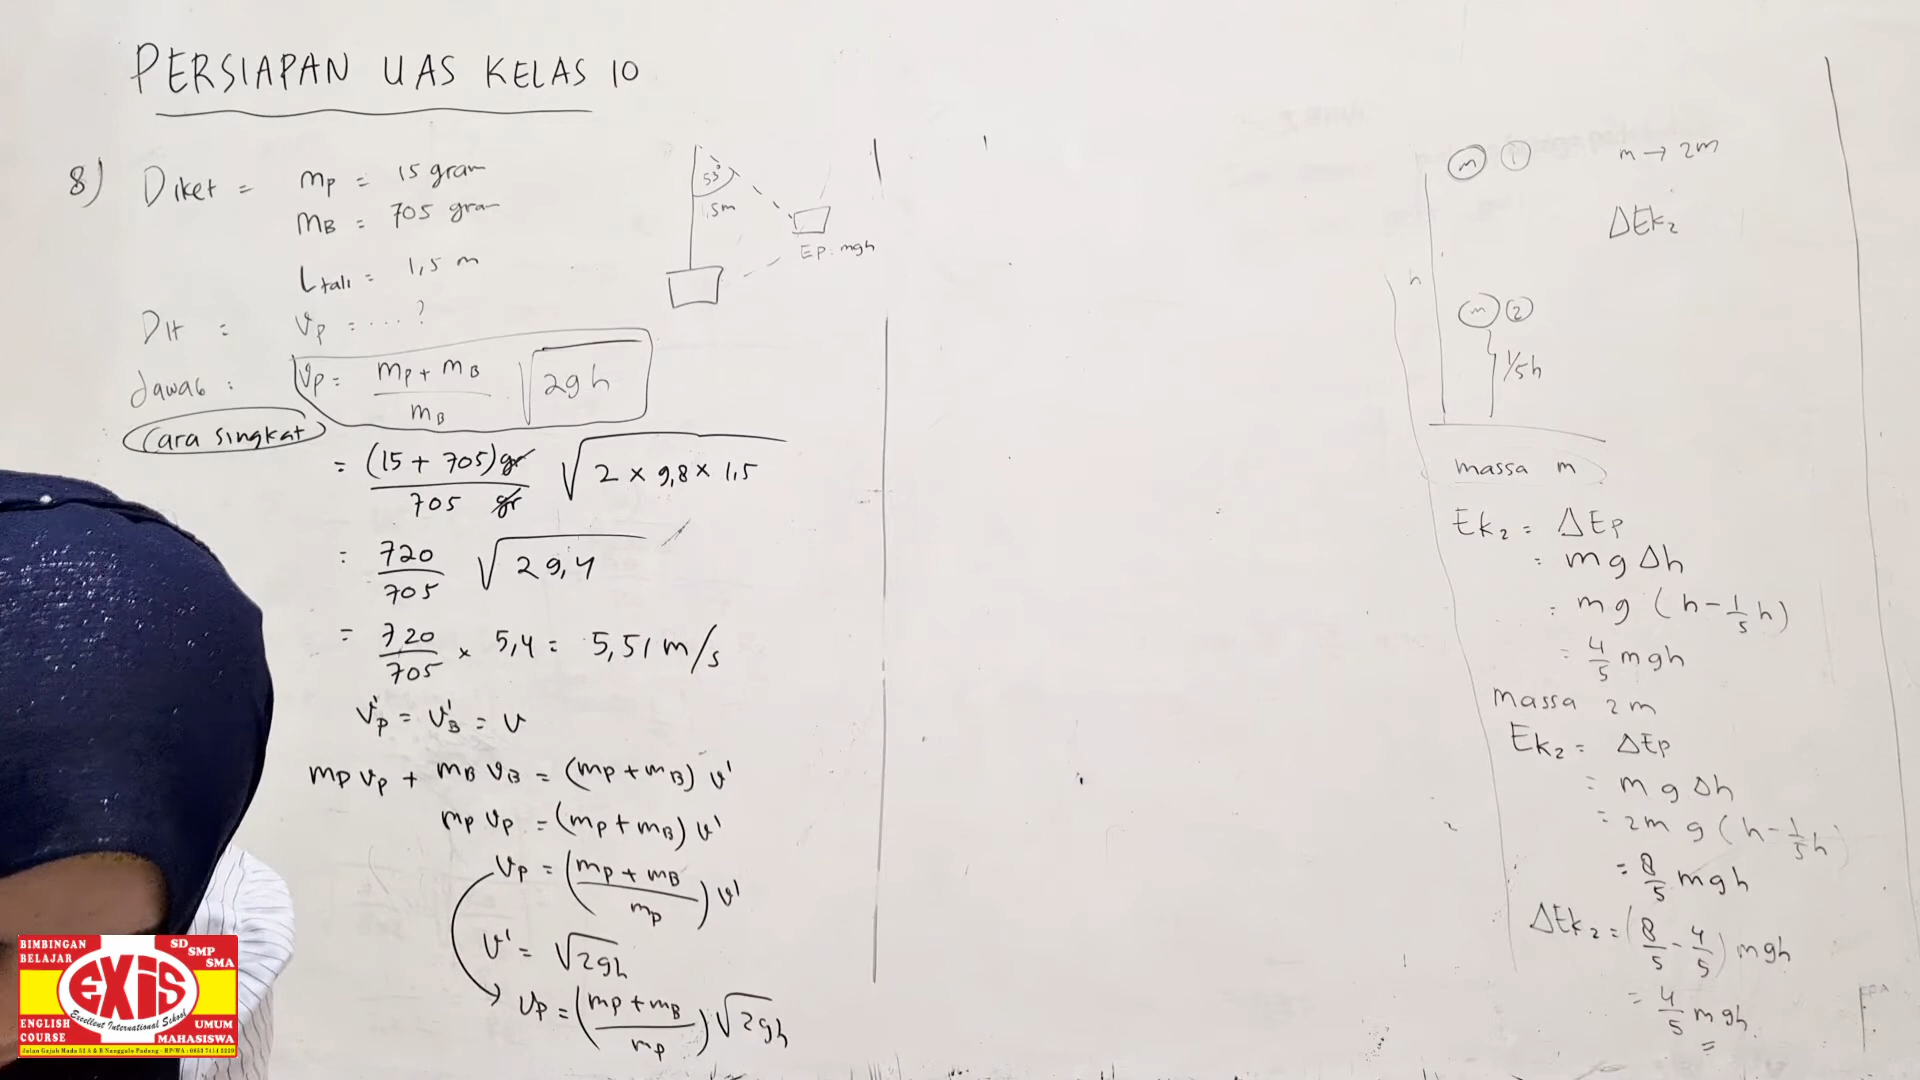 PERSIAPAN UAS KELAS 10
8) Diket = mp = 15 gram
mB = 705 gram
Ltali = 1,5 m
Dit : vp = ....?
Jawab : vp = (mp + mB)/mB √2gh
Cara Singkat
= (15 + 705)gr/705 gr √2 × 9,8 × 1,5
= 720/705 √29,4
= 720/705 × 5,4 = 5,51 m/s
v'p = v'B = v
mp vp + mB vB = (mp + mB) v'
mp vp = (mp + mB) v'
vp = ((mp + mB)/mp) v'
v' = √2gh
vp = ((mp + mB)/mp) √2gh
53°
1,5m
Ep = mgh
m ① m → 2m
ΔEk2
h
m ②
1/5h
massa m
Ek2 = ΔEp
= mg Δh
= mg (h - 1/5 h)
= 4/5 mgh
massa 2m
Ek2 = ΔEp
= mg Δh
= 2m g (h - 1/5 h)
= 8/5 mgh
ΔEk2 = (8/5 - 4/5) mgh
= 4/5 mgh
BIMBINGAN BELAJAR
SD SMP SMA
EXIS
Excellent International School
ENGLISH COURSE
UMUM MAHASISWA